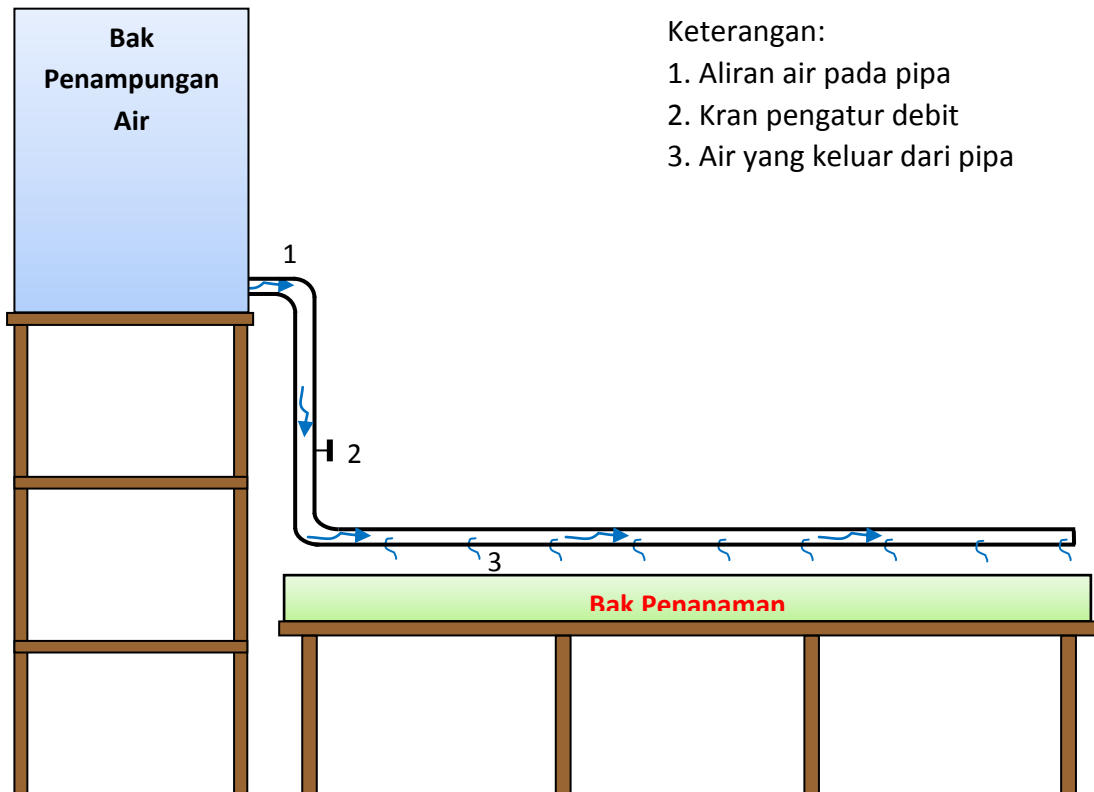 Bak
Penampungan
Air
Keterangan:
1. Aliran air pada pipa
2. Kran pengatur debit
3. Air yang keluar dari pipa
1
2
3
Bak Penanaman